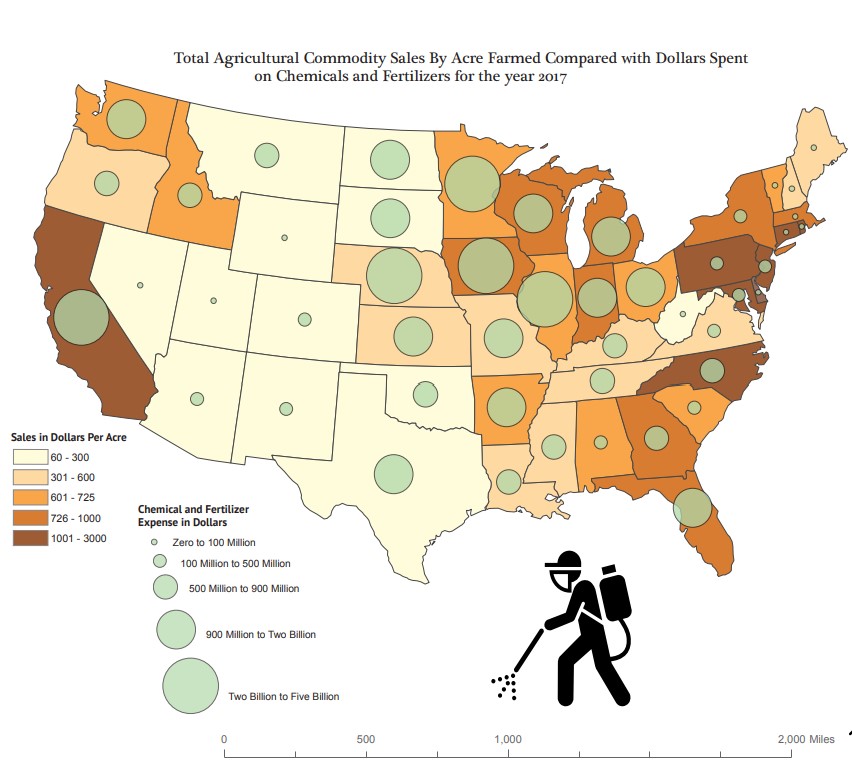 Total Agricultural Commodity Sales By Acre Farmed Compared with Dollars Spent
on Chemicals and Fertilizers for the year 2017
Sales in Dollars Per Acre
60 - 300
301 - 600
601 - 725
726 - 1000
1001 - 3000
Chemical and Fertilizer
Expense in Dollars
Zero to 100 Million
100 Million to 500 Million
500 Million to 900 Million
900 Million to Two Billion
Two Billion to Five Billion
0 500 1,000 2,000 Miles